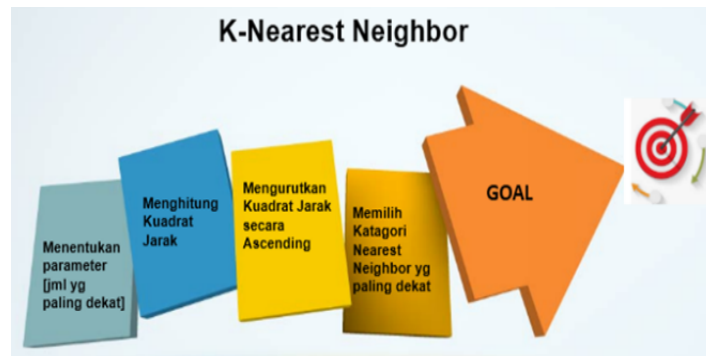 K-Nearest Neighbor
Menentukan
parameter
[jml yg
paling dekat]
Menghitung
Kuadrat
Jarak
Mengurutkan
Kuadrat Jarak
secara
Ascending
Memilih
Katagori
Nearest
Neighbor yg
paling dekat
GOAL